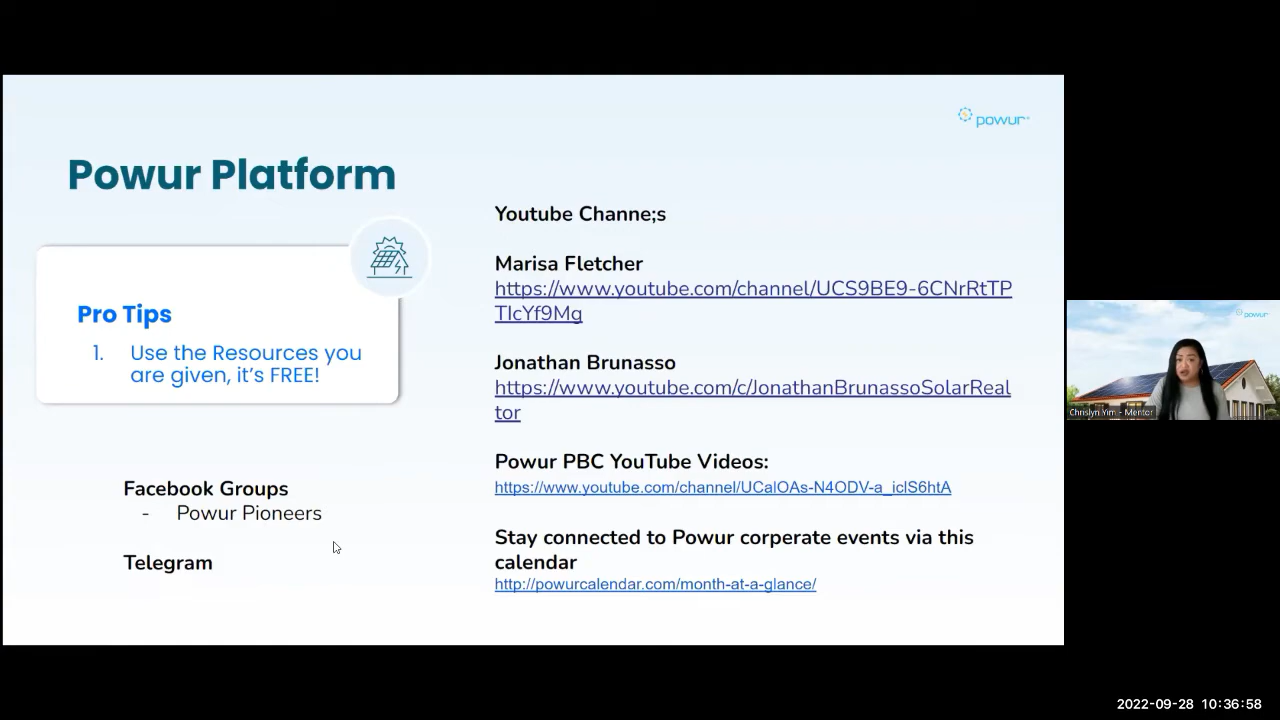 powur
Powur Platform
Pro Tips
1. Use the Resources you
are given, it's FREE!
Facebook Groups
- Powur Pioneers
Telegram
Youtube Channe;s
Marisa Fletcher
https://www.youtube.com/channel/UCS9BE9-6CNrRtTP
TIcYf9Mg
Jonathan Brunasso
https://www.youtube.com/c/JonathanBrunassoSolarReal
tor
Powur PBC YouTube Videos:
https://www.youtube.com/channel/UCalOAs-N4ODV-a_iclS6htA
Stay connected to Powur corperate events via this
calendar
http://powurcalendar.com/month-at-a-glance/
powur
Chrislyn Yim - Mentor
2022-09-28 10:36:58